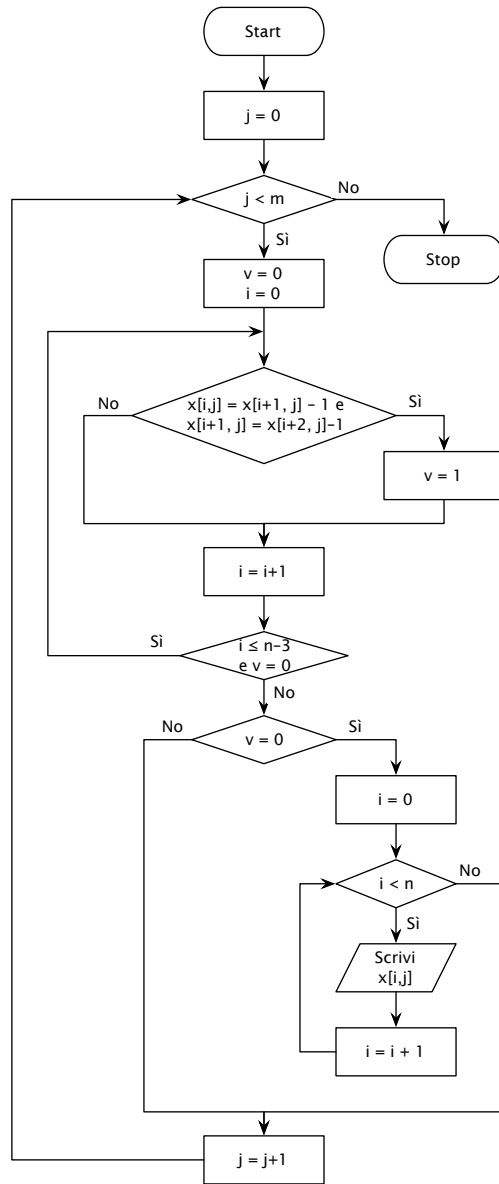 Start
j = 0
j < m
No
Sì
Stop
v = 0
i = 0
No
x[i,j] = x[i+1, j] – 1 e
x[i+1, j] = x[i+2, j]-1
Sì
v = 1
i = i+1
Sì
i ≤ n-3
e v = 0
No
No
v = 0
Sì
i = 0
i < n
No
Sì
Scrivi
x[i,j]
i = i + 1
j = j+1